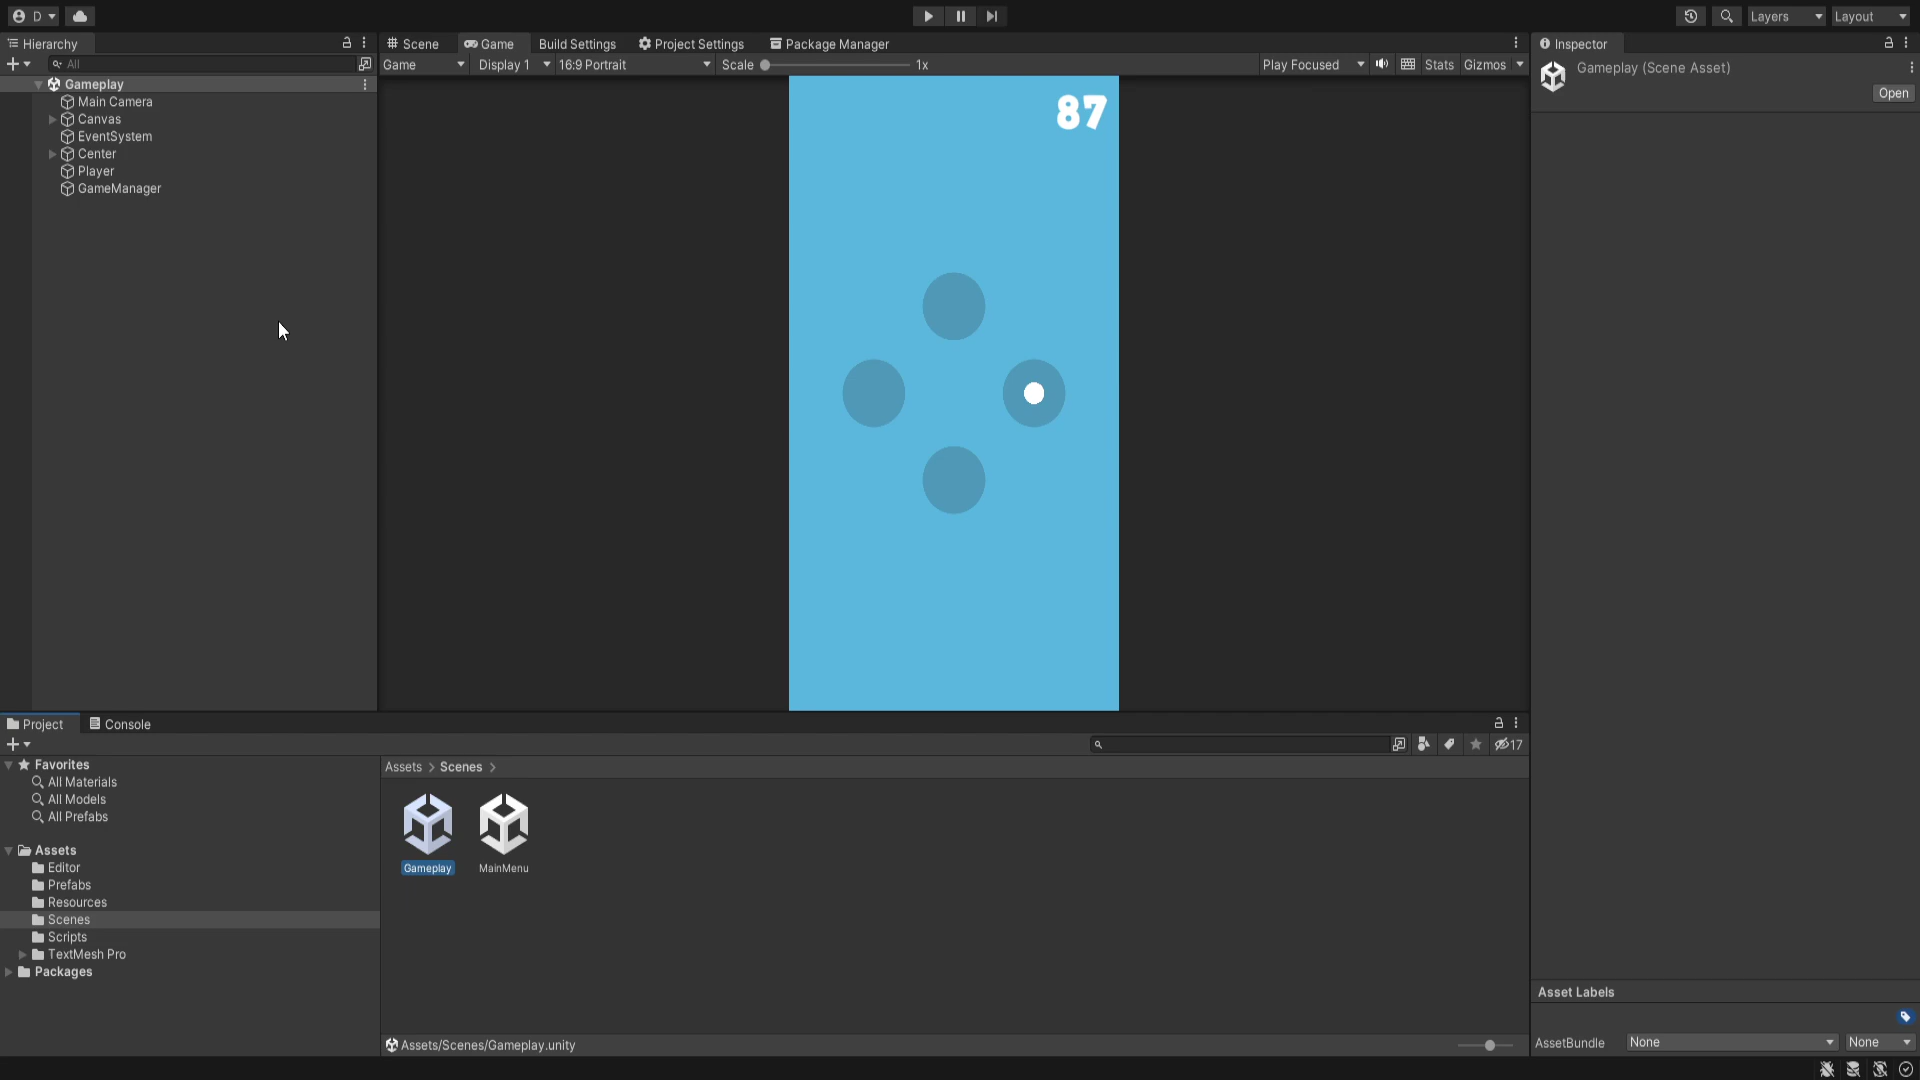 D
Layers
Layout
Hierarchy
Scene
Game
Build Settings
Project Settings
Package Manager
Inspector
All
Game
Display 1
16:9 Portrait
Scale
1x
Play Focused
Stats
Gizmos
Gameplay (Scene Asset)
Open
Gameplay
Main Camera
Canvas
EventSystem
Center
Player
GameManager
87
Project
Console
17
Favorites
All Materials
All Models
All Prefabs
Assets
Editor
Prefabs
Resources
Scenes
Scripts
TextMesh Pro
Packages
Assets > Scenes >
Gameplay
MainMenu
Assets/Scenes/Gameplay.unity
Asset Labels
AssetBundle
None
None